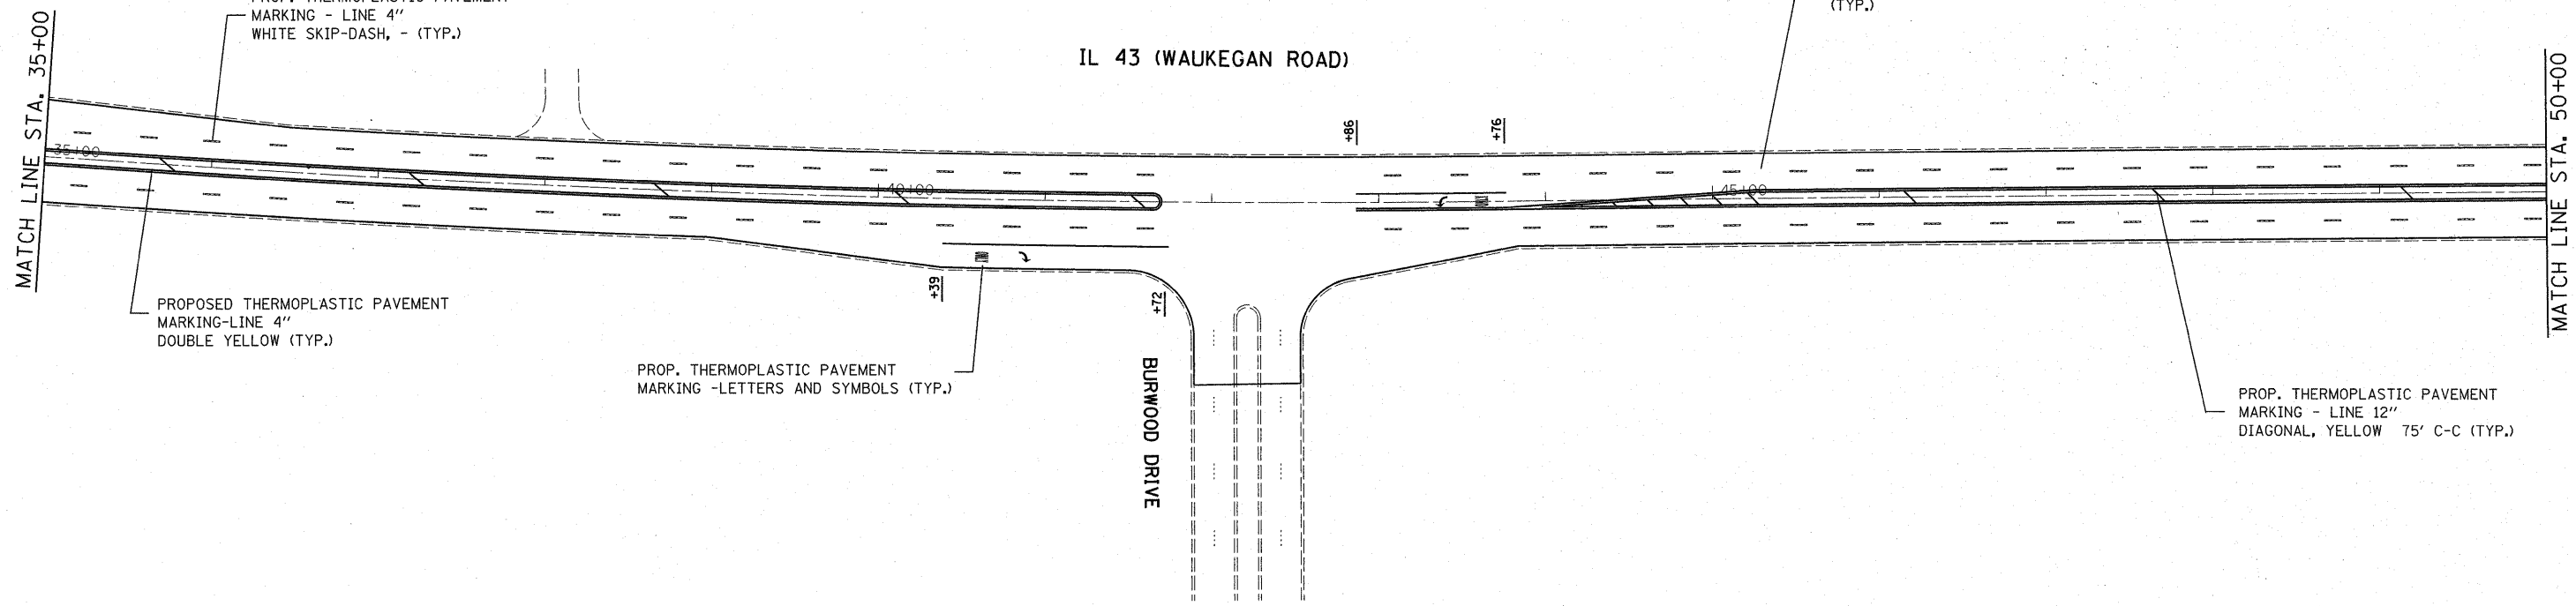 MARKING - LINE 4"
WHITE SKIP-DASH, - (TYP.)
(TYP.)
IL 43 (WAUKEGAN ROAD)
MATCH LINE STA. 35+00
MATCH LINE STA. 50+00
+86
+76
35+00
40+00
45+00
+39
+72
PROPOSED THERMOPLASTIC PAVEMENT
MARKING-LINE 4"
DOUBLE YELLOW (TYP.)
PROP. THERMOPLASTIC PAVEMENT
MARKING -LETTERS AND SYMBOLS (TYP.)
BURWOOD DRIVE
PROP. THERMOPLASTIC PAVEMENT
MARKING - LINE 12"
DIAGONAL, YELLOW 75' C-C (TYP.)